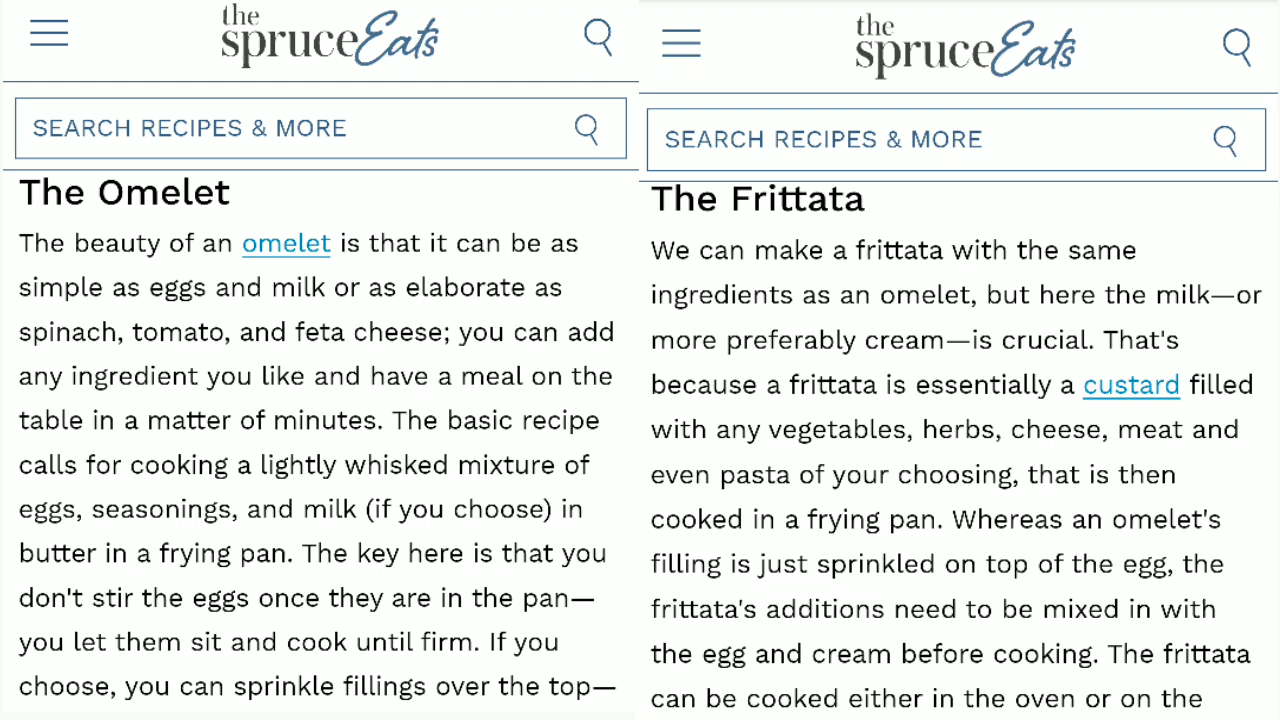 the
spruce Eats
SEARCH RECIPES & MORE
The Omelet
The beauty of an omelet is that it can be as
simple as eggs and milk or as elaborate as
spinach, tomato, and feta cheese; you can add
any ingredient you like and have a meal on the
table in a matter of minutes. The basic recipe
calls for cooking a lightly whisked mixture of
eggs, seasonings, and milk (if you choose) in
butter in a frying pan. The key here is that you
don't stir the eggs once they are in the pan—
you let them sit and cook until firm. If you
choose, you can sprinkle fillings over the top—
the
spruce Eats
SEARCH RECIPES & MORE
The Frittata
We can make a frittata with the same
ingredients as an omelet, but here the milk—or
more preferably cream—is crucial. That's
because a frittata is essentially a custard filled
with any vegetables, herbs, cheese, meat and
even pasta of your choosing, that is then
cooked in a frying pan. Whereas an omelet's
filling is just sprinkled on top of the egg, the
frittata's additions need to be mixed in with
the egg and cream before cooking. The frittata
can be cooked either in the oven or on the